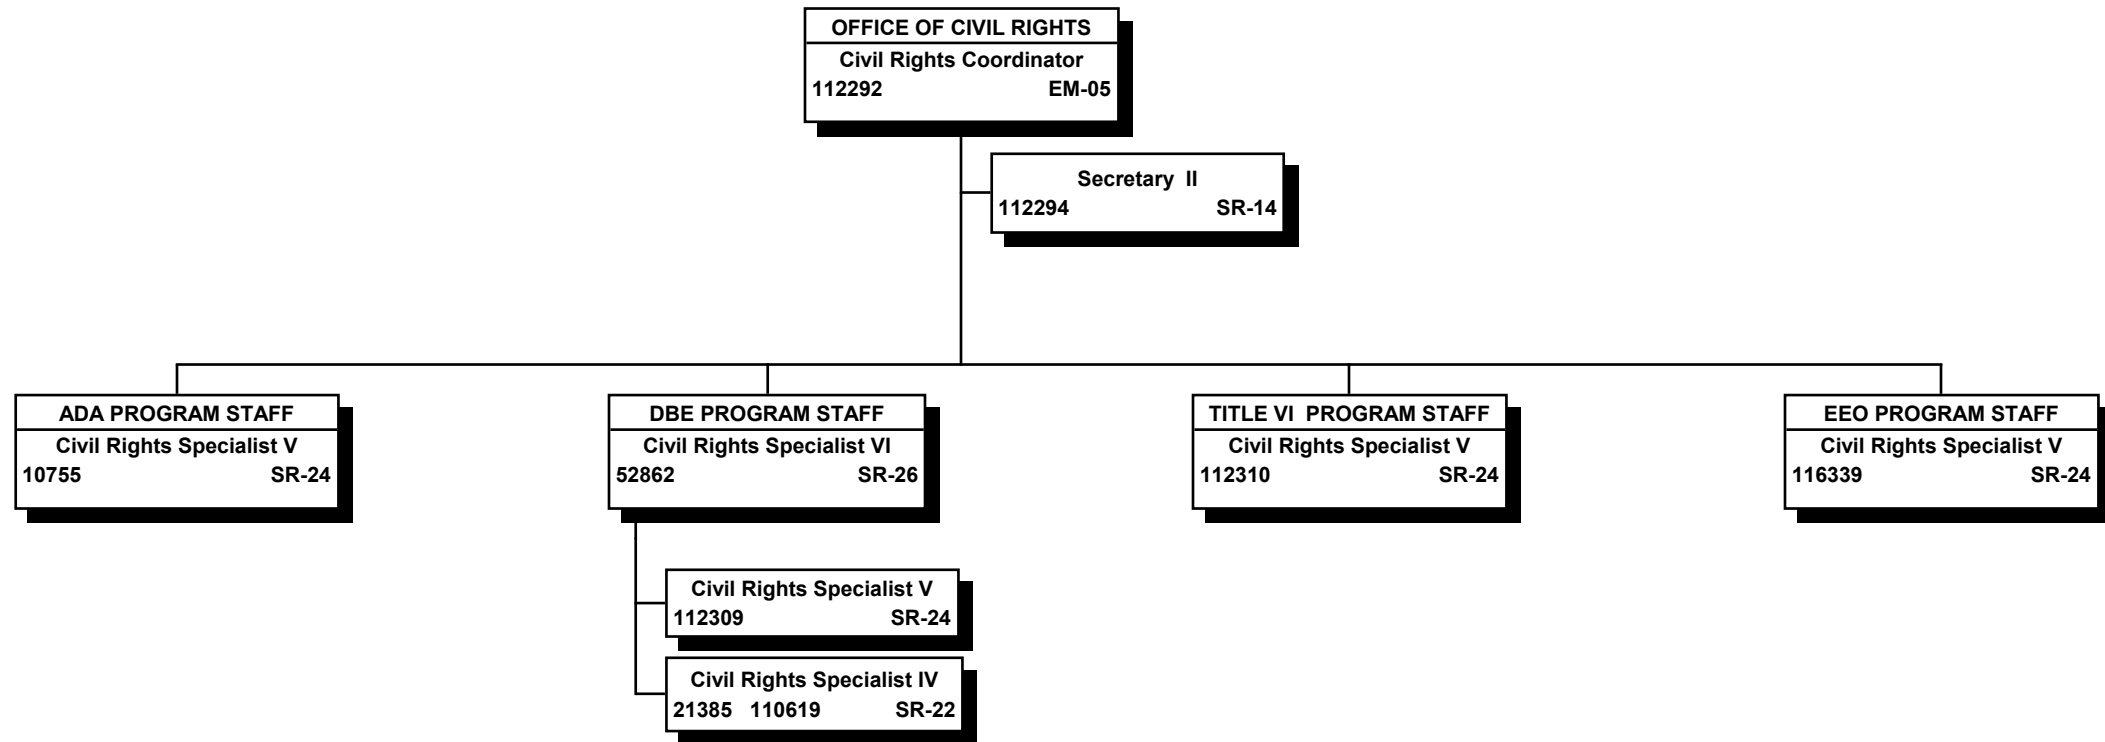 OFFICE OF CIVIL RIGHTS
Civil Rights Coordinator
112292 EM-05
Secretary II
112294 SR-14
ADA PROGRAM STAFF
Civil Rights Specialist V
10755 SR-24
DBE PROGRAM STAFF
Civil Rights Specialist VI
52862 SR-26
Civil Rights Specialist V
112309 SR-24
Civil Rights Specialist IV
21385 110619 SR-22
TITLE VI PROGRAM STAFF
Civil Rights Specialist V
112310 SR-24
EEO PROGRAM STAFF
Civil Rights Specialist V
116339 SR-24